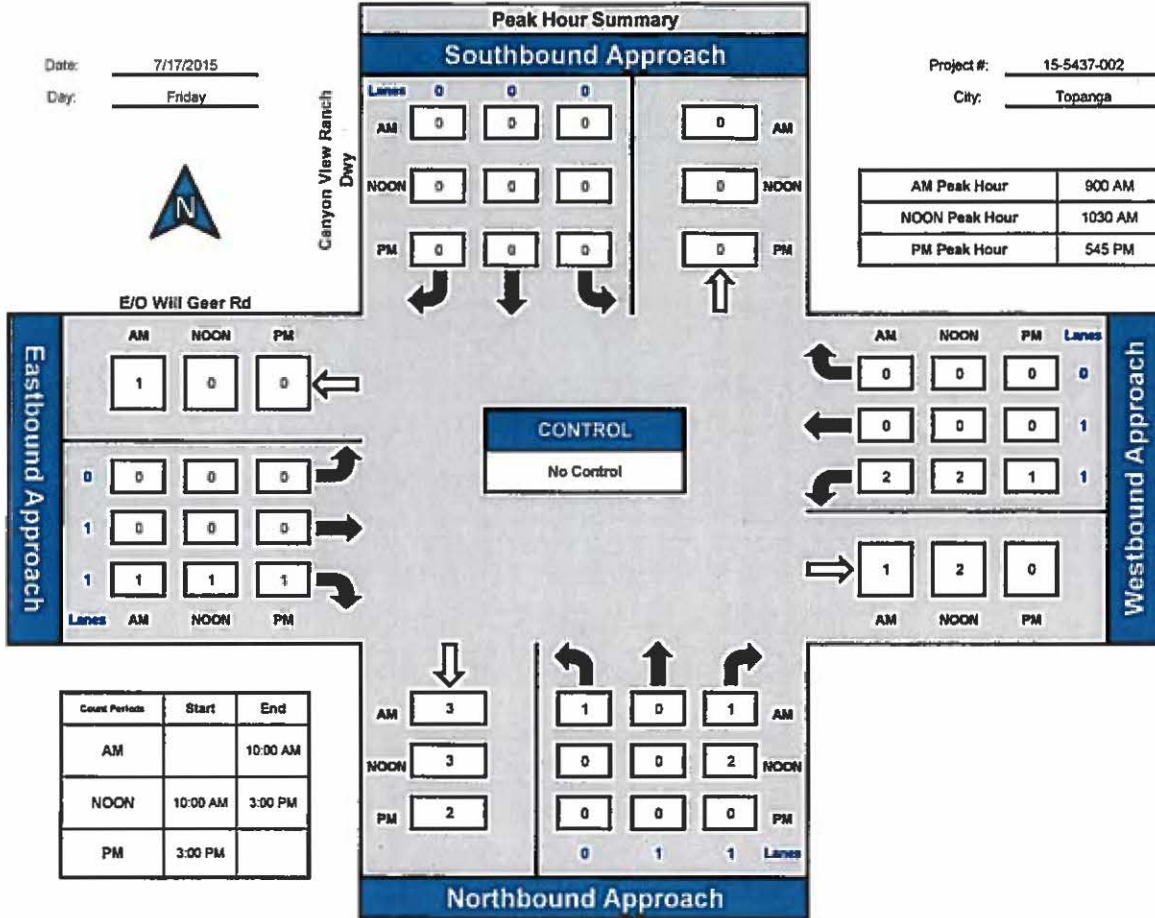 Peak Hour Summary
Southbound Approach
Date: 7/17/2015
Day: Friday
Project #: 15-5437-002
City: Topanga
N
Canyon View Ranch
Dwy
Lanes 0 0 0
AM 0 0 0 0 AM
NOON 0 0 0 0 NOON
PM 0 0 0 0 PM
AM Peak Hour 900 AM
NOON Peak Hour 1030 AM
PM Peak Hour 545 PM
E/O Will Geer Rd
Eastbound Approach
AM NOON PM
1 0 0
0 0 0 0
1 0 0 0
1 1 1 1
Lanes AM NOON PM
CONTROL
No Control
AM NOON PM Lanes
0 0 0 0
0 0 0 1
2 2 1 1
1 2 0
AM NOON PM
Westbound Approach
Count Periods Start End
AM 10:00 AM
NOON 10:00 AM 3:00 PM
PM 3:00 PM
AM 3 1 0 1 AM
NOON 3 0 0 2 NOON
PM 2 0 0 0 PM
0 1 1 Lanes
Northbound Approach